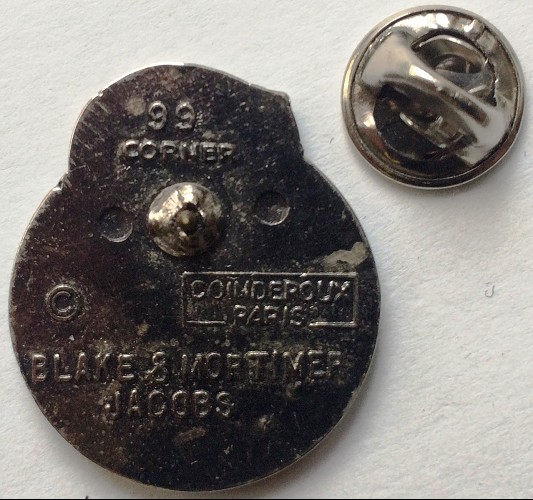 99
CORNER
©
COINDEROUX
PARIS
BLAKE & MORTIMER
JACOBS